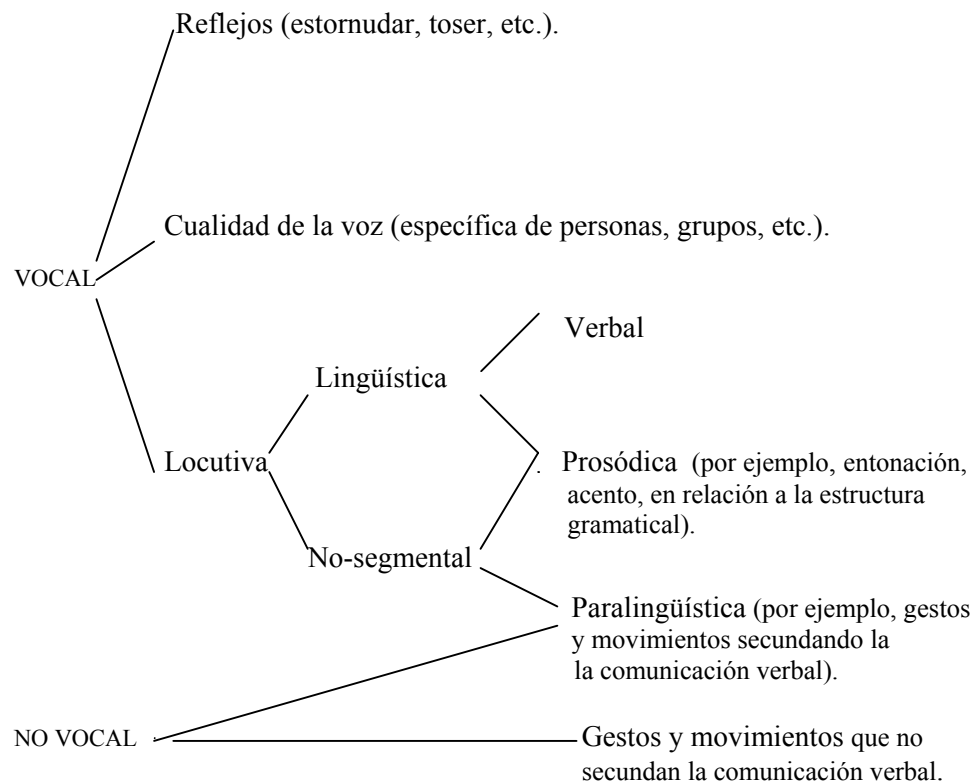 Reflejos (estornudar, toser, etc.).
Cualidad de la voz (específica de personas, grupos, etc.).
VOCAL
Verbal
Lingüística
Locutiva
Prosódica (por ejemplo, entonación,
acento, en relación a la estructura
gramatical).
No-segmental
Paralingüística (por ejemplo, gestos
y movimientos secundando la
la comunicación verbal).
NO VOCAL
Gestos y movimientos que no
secundan la comunicación verbal.